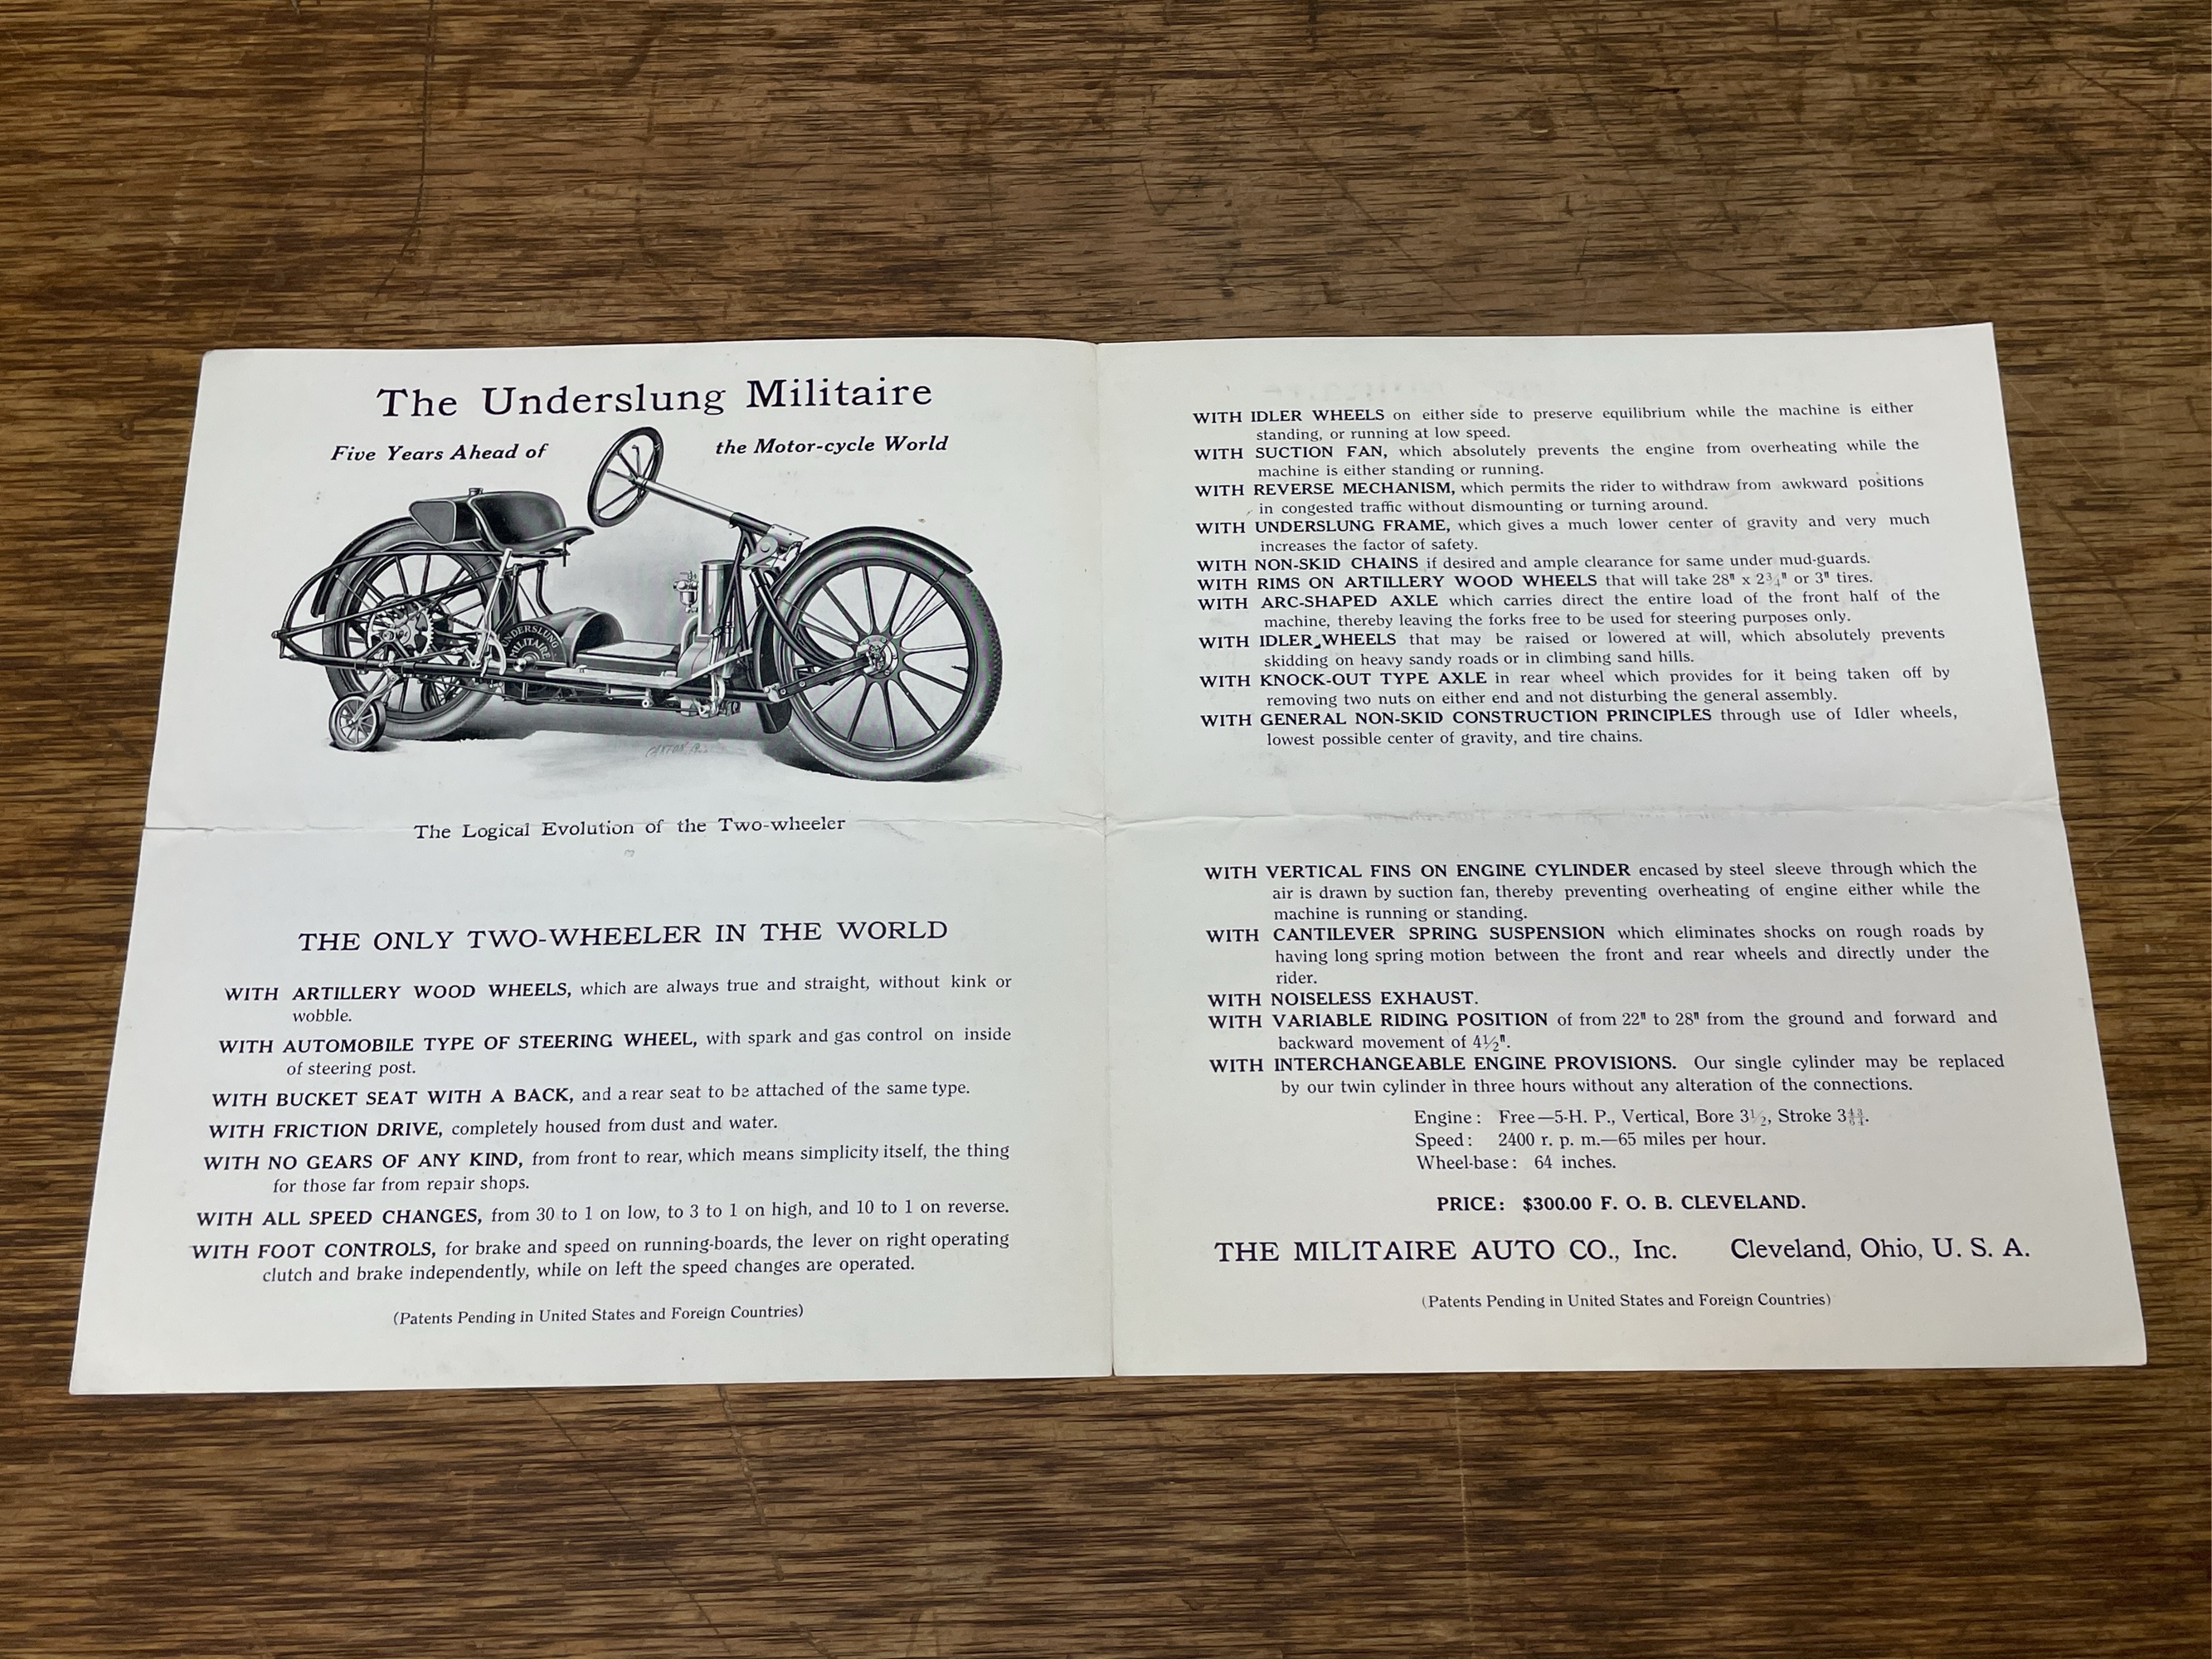 The Underslung Militaire
Five Years Ahead of the Motor-cycle World
UNDERSLUNG
MILITAIRE
The Logical Evolution of the Two-wheeler
THE ONLY TWO-WHEELER IN THE WORLD
WITH ARTILLERY WOOD WHEELS, which are always true and straight, without kink or
wobble.
WITH AUTOMOBILE TYPE OF STEERING WHEEL, with spark and gas control on inside
of steering post.
WITH BUCKET SEAT WITH A BACK, and a rear seat to be attached of the same type.
WITH FRICTION DRIVE, completely housed from dust and water.
WITH NO GEARS OF ANY KIND, from front to rear, which means simplicity itself, the thing
for those far from repair shops.
WITH ALL SPEED CHANGES, from 30 to 1 on low, to 3 to 1 on high, and 10 to 1 on reverse.
WITH FOOT CONTROLS, for brake and speed on running-boards, the lever on right operating
clutch and brake independently, while on left the speed changes are operated.
(Patents Pending in United States and Foreign Countries)
WITH IDLER WHEELS on either side to preserve equilibrium while the machine is either
standing, or running at low speed.
WITH SUCTION FAN, which absolutely prevents the engine from overheating while the
machine is either standing or running.
WITH REVERSE MECHANISM, which permits the rider to withdraw from awkward positions
in congested traffic without dismounting or turning around.
WITH UNDERSLUNG FRAME, which gives a much lower center of gravity and very much
increases the factor of safety.
WITH NON-SKID CHAINS if desired and ample clearance for same under mud-guards.
WITH RIMS ON ARTILLERY WOOD WHEELS that will take 28" x 2¾" or 3" tires.
WITH ARC-SHAPED AXLE which carries direct the entire load of the front half of the
machine, thereby leaving the forks free to be used for steering purposes only.
WITH IDLER WHEELS that may be raised or lowered at will, which absolutely prevents
skidding on heavy sandy roads or in climbing sand hills.
WITH KNOCK-OUT TYPE AXLE in rear wheel which provides for it being taken off by
removing two nuts on either end and not disturbing the general assembly.
WITH GENERAL NON-SKID CONSTRUCTION PRINCIPLES through use of Idler wheels,
lowest possible center of gravity, and tire chains.
WITH VERTICAL FINS ON ENGINE CYLINDER encased by steel sleeve through which the
air is drawn by suction fan, thereby preventing overheating of engine either while the
machine is running or standing.
WITH CANTILEVER SPRING SUSPENSION which eliminates shocks on rough roads by
having long spring motion between the front and rear wheels and directly under the
rider.
WITH NOISELESS EXHAUST.
WITH VARIABLE RIDING POSITION of from 22" to 28" from the ground and forward and
backward movement of 4½".
WITH INTERCHANGEABLE ENGINE PROVISIONS. Our single cylinder may be replaced
by our twin cylinder in three hours without any alteration of the connections.
Engine: Free—5-H. P., Vertical, Bore 3½, Stroke 3 43/64.
Speed: 2400 r. p. m.—65 miles per hour.
Wheel-base: 64 inches.
PRICE: $300.00 F. O. B. CLEVELAND.
THE MILITAIRE AUTO CO., Inc. Cleveland, Ohio, U. S. A.
(Patents Pending in United States and Foreign Countries)